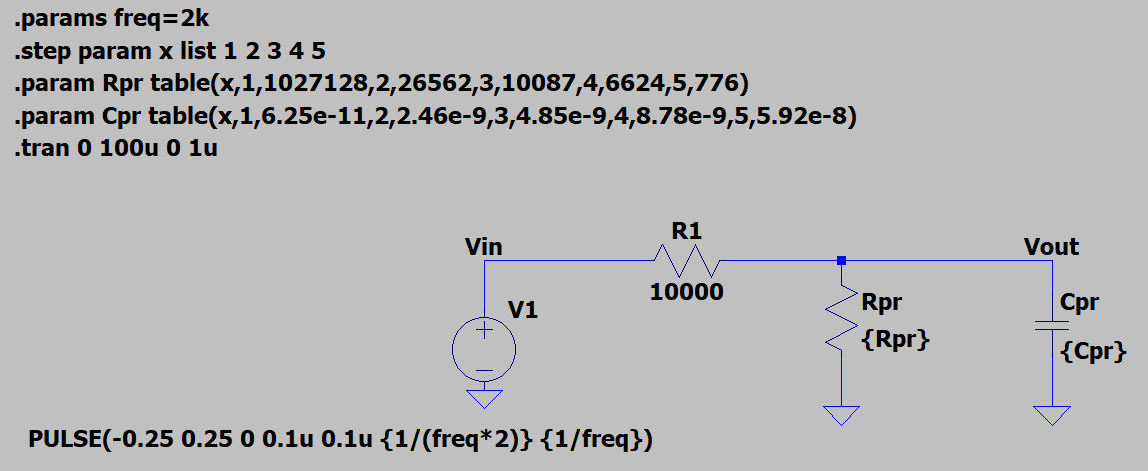 .params freq=2k
.step param x list 1 2 3 4 5
.param Rpr table(x,1,1027128,2,26562,3,10087,4,6624,5,776)
.param Cpr table(x,1,6.25e-11,2,2.46e-9,3,4.85e-9,4,8.78e-9,5,5.92e-8)
.tran 0 100u 0 1u
R1
Vin
Vout
10000
V1
Rpr
Cpr
{Rpr}
{Cpr}
PULSE(-0.25 0.25 0 0.1u 0.1u {1/(freq*2)} {1/freq})